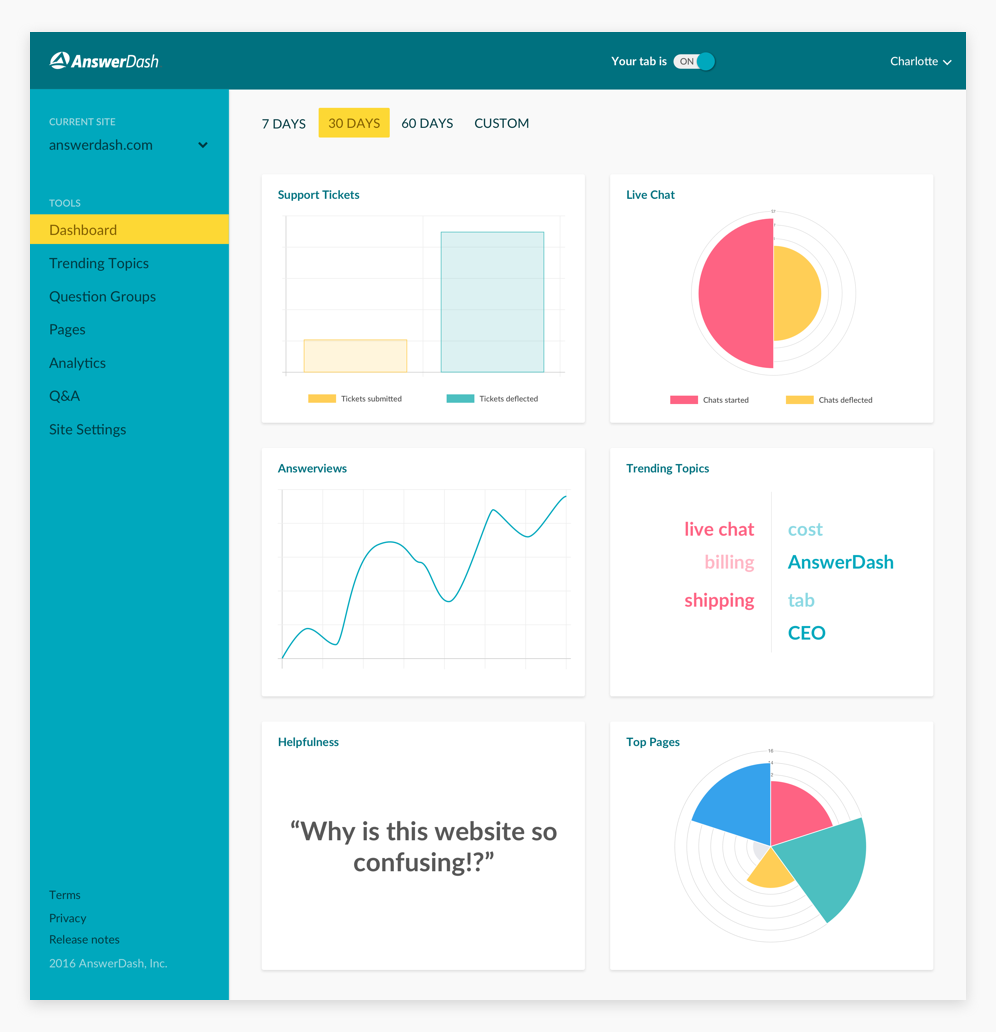 AnswerDash
Your tab is ON
Charlotte
CURRENT SITE
answerdash.com
TOOLS
Dashboard
Trending Topics
Question Groups
Pages
Analytics
Q&A
Site Settings
Terms
Privacy
Release notes
2016 AnswerDash, Inc.
7 DAYS 30 DAYS 60 DAYS CUSTOM
Support Tickets
Tickets submitted Tickets deflected
Live Chat
Chats started Chats deflected
Answerviews
Trending Topics
live chat cost
billing AnswerDash
shipping tab
CEO
Helpfulness
“Why is this website so
confusing!?”
Top Pages